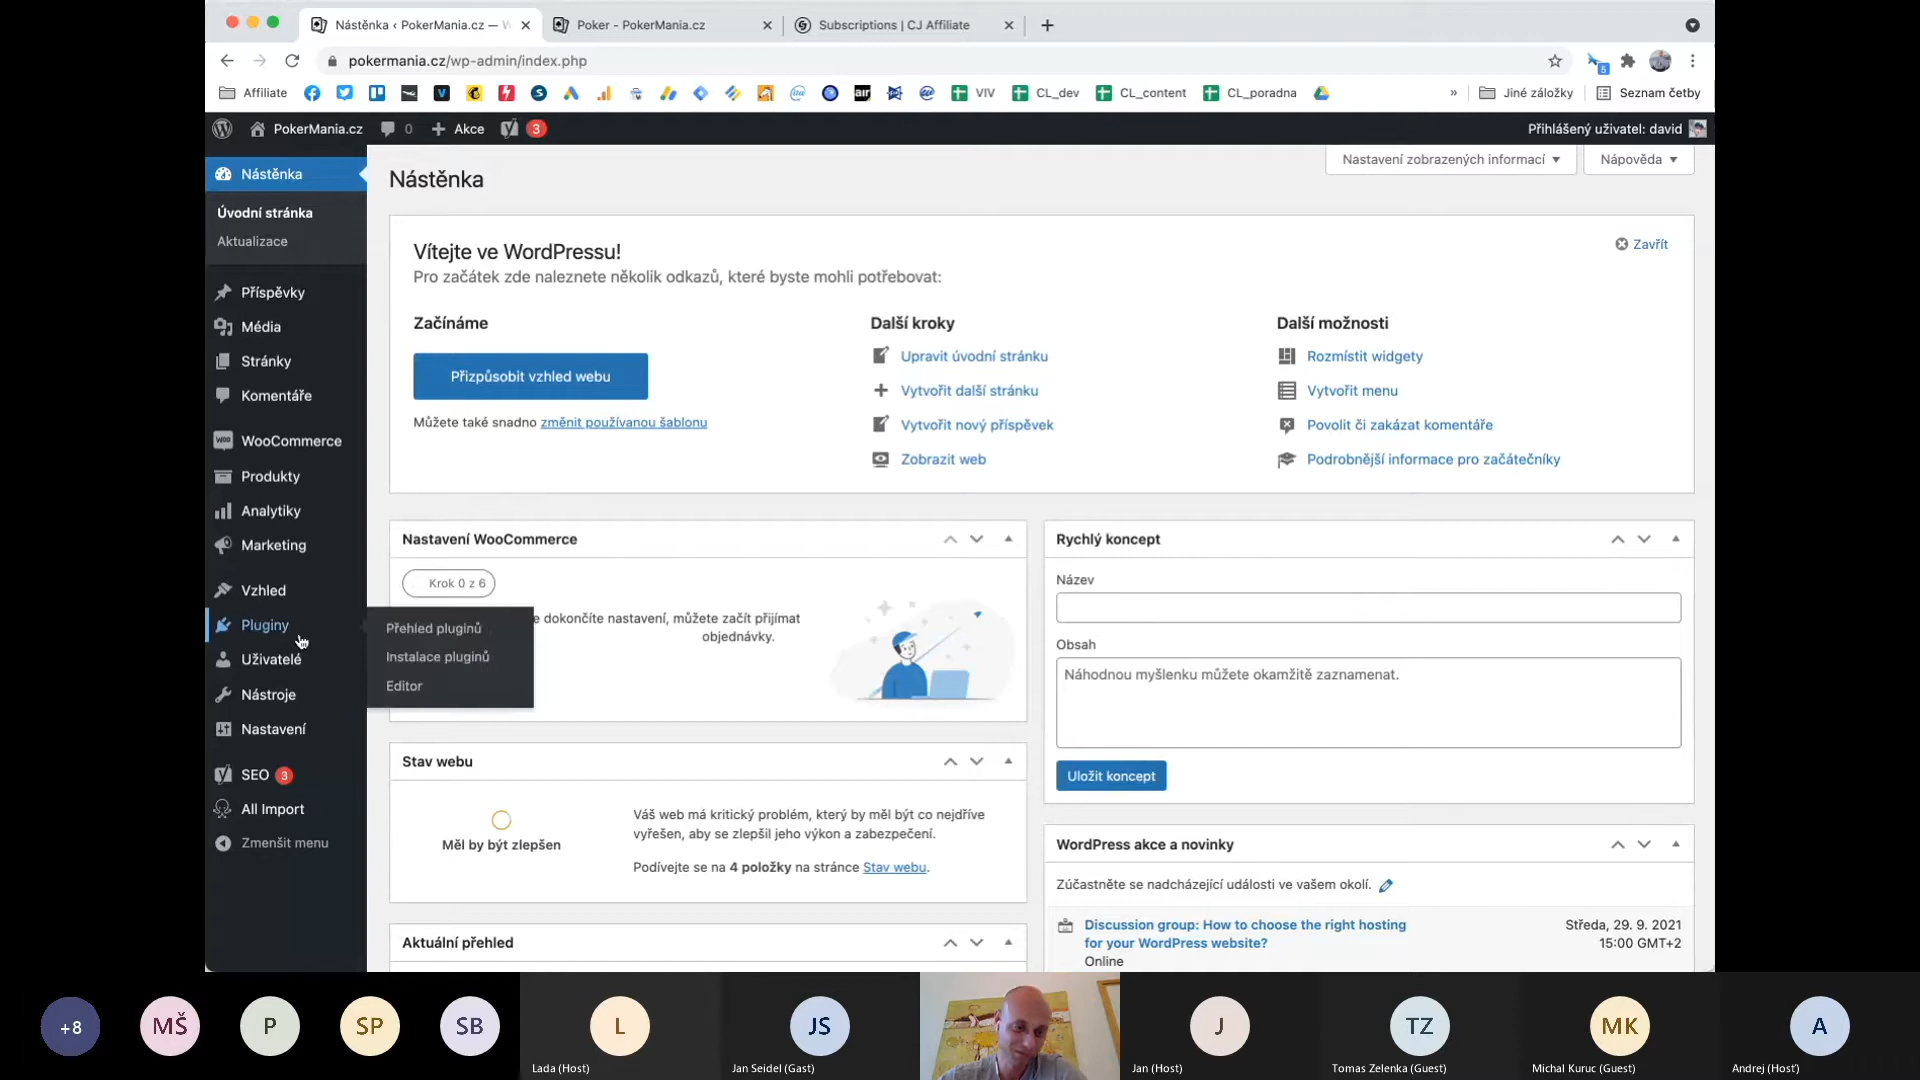 Nástěnka ‹ PokerMania.cz — W
Poker - PokerMania.cz
Subscriptions | CJ Affiliate
pokermania.cz/wp-admin/index.php
5
Affiliate
VIV
CL_dev
CL_content
CL_poradna
»
Jiné záložky
Seznam četby
PokerMania.cz
0
Akce
3
Přihlášený uživatel: david
Nástěnka
Úvodní stránka
Aktualizace
Příspěvky
Média
Stránky
Komentáře
WooCommerce
Produkty
Analytiky
Marketing
Vzhled
Pluginy
Uživatelé
Nástroje
Nastavení
SEO 3
All Import
Zmenšit menu
Přehled pluginů
Instalace pluginů
Editor
Nastavení zobrazených informací
Nápověda
Nástěnka
Vítejte ve WordPressu!
Zavřít
Pro začátek zde naleznete několik odkazů, které byste mohli potřebovat:
Začínáme
Přizpůsobit vzhled webu
Můžete také snadno změnit používanou šablonu
Další kroky
Upravit úvodní stránku
Vytvořit další stránku
Vytvořit nový příspěvek
Zobrazit web
Další možnosti
Rozmístit widgety
Vytvořit menu
Povolit či zakázat komentáře
Podrobnější informace pro začátečníky
Nastavení WooCommerce
Krok 0 z 6
e dokončíte nastavení, můžete začít přijímat
objednávky.
Stav webu
Měl by být zlepšen
Váš web má kritický problém, který by měl být co nejdříve
vyřešen, aby se zlepšil jeho výkon a zabezpečení.
Podívejte se na 4 položky na stránce Stav webu.
Aktuální přehled
Rychlý koncept
Název
Obsah
Náhodnou myšlenku můžete okamžitě zaznamenat.
Uložit koncept
WordPress akce a novinky
Zúčastněte se nadcházející události ve vašem okolí.
Discussion group: How to choose the right hosting
for your WordPress website?
Online
Středa, 29. 9. 2021
15:00 GMT+2
+8
MŠ
P
SP
SB
L
Lada (Host)
JS
Jan Seidel (Gast)
J
Jan (Host)
TZ
Tomas Zelenka (Guest)
MK
Michal Kuruc (Guest)
A
Andrej (Hosť)